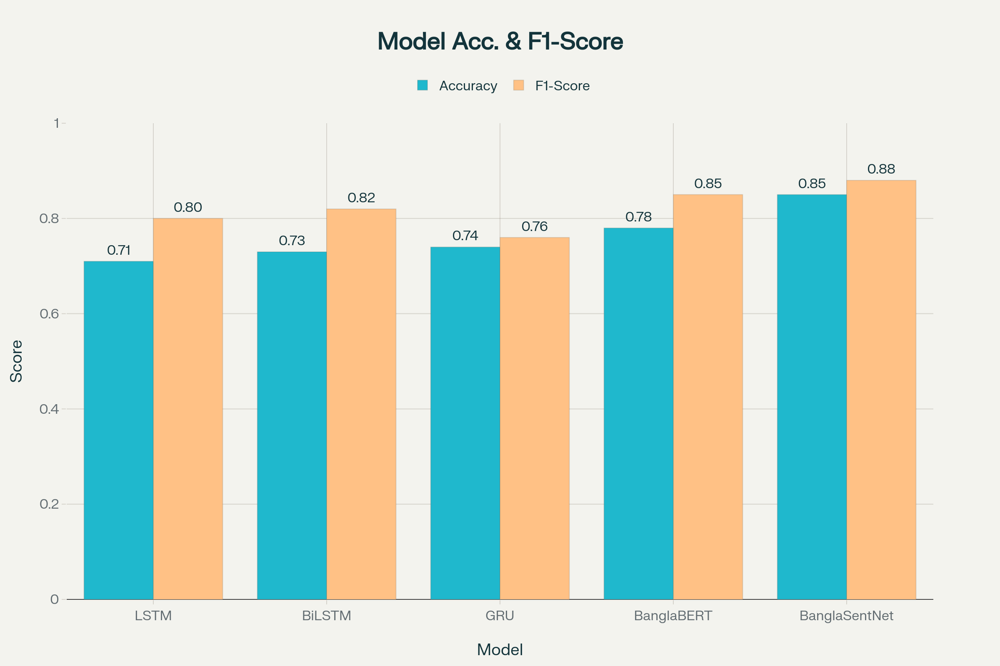 Model Acc. & F1-Score
Accuracy F1-Score
1
0.8
0.6
0.4
0.2
0
Score
0.71 0.80 0.73 0.82 0.74 0.76 0.78 0.85 0.85 0.88
LSTM BiLSTM GRU BanglaBERT BanglaSentNet
Model